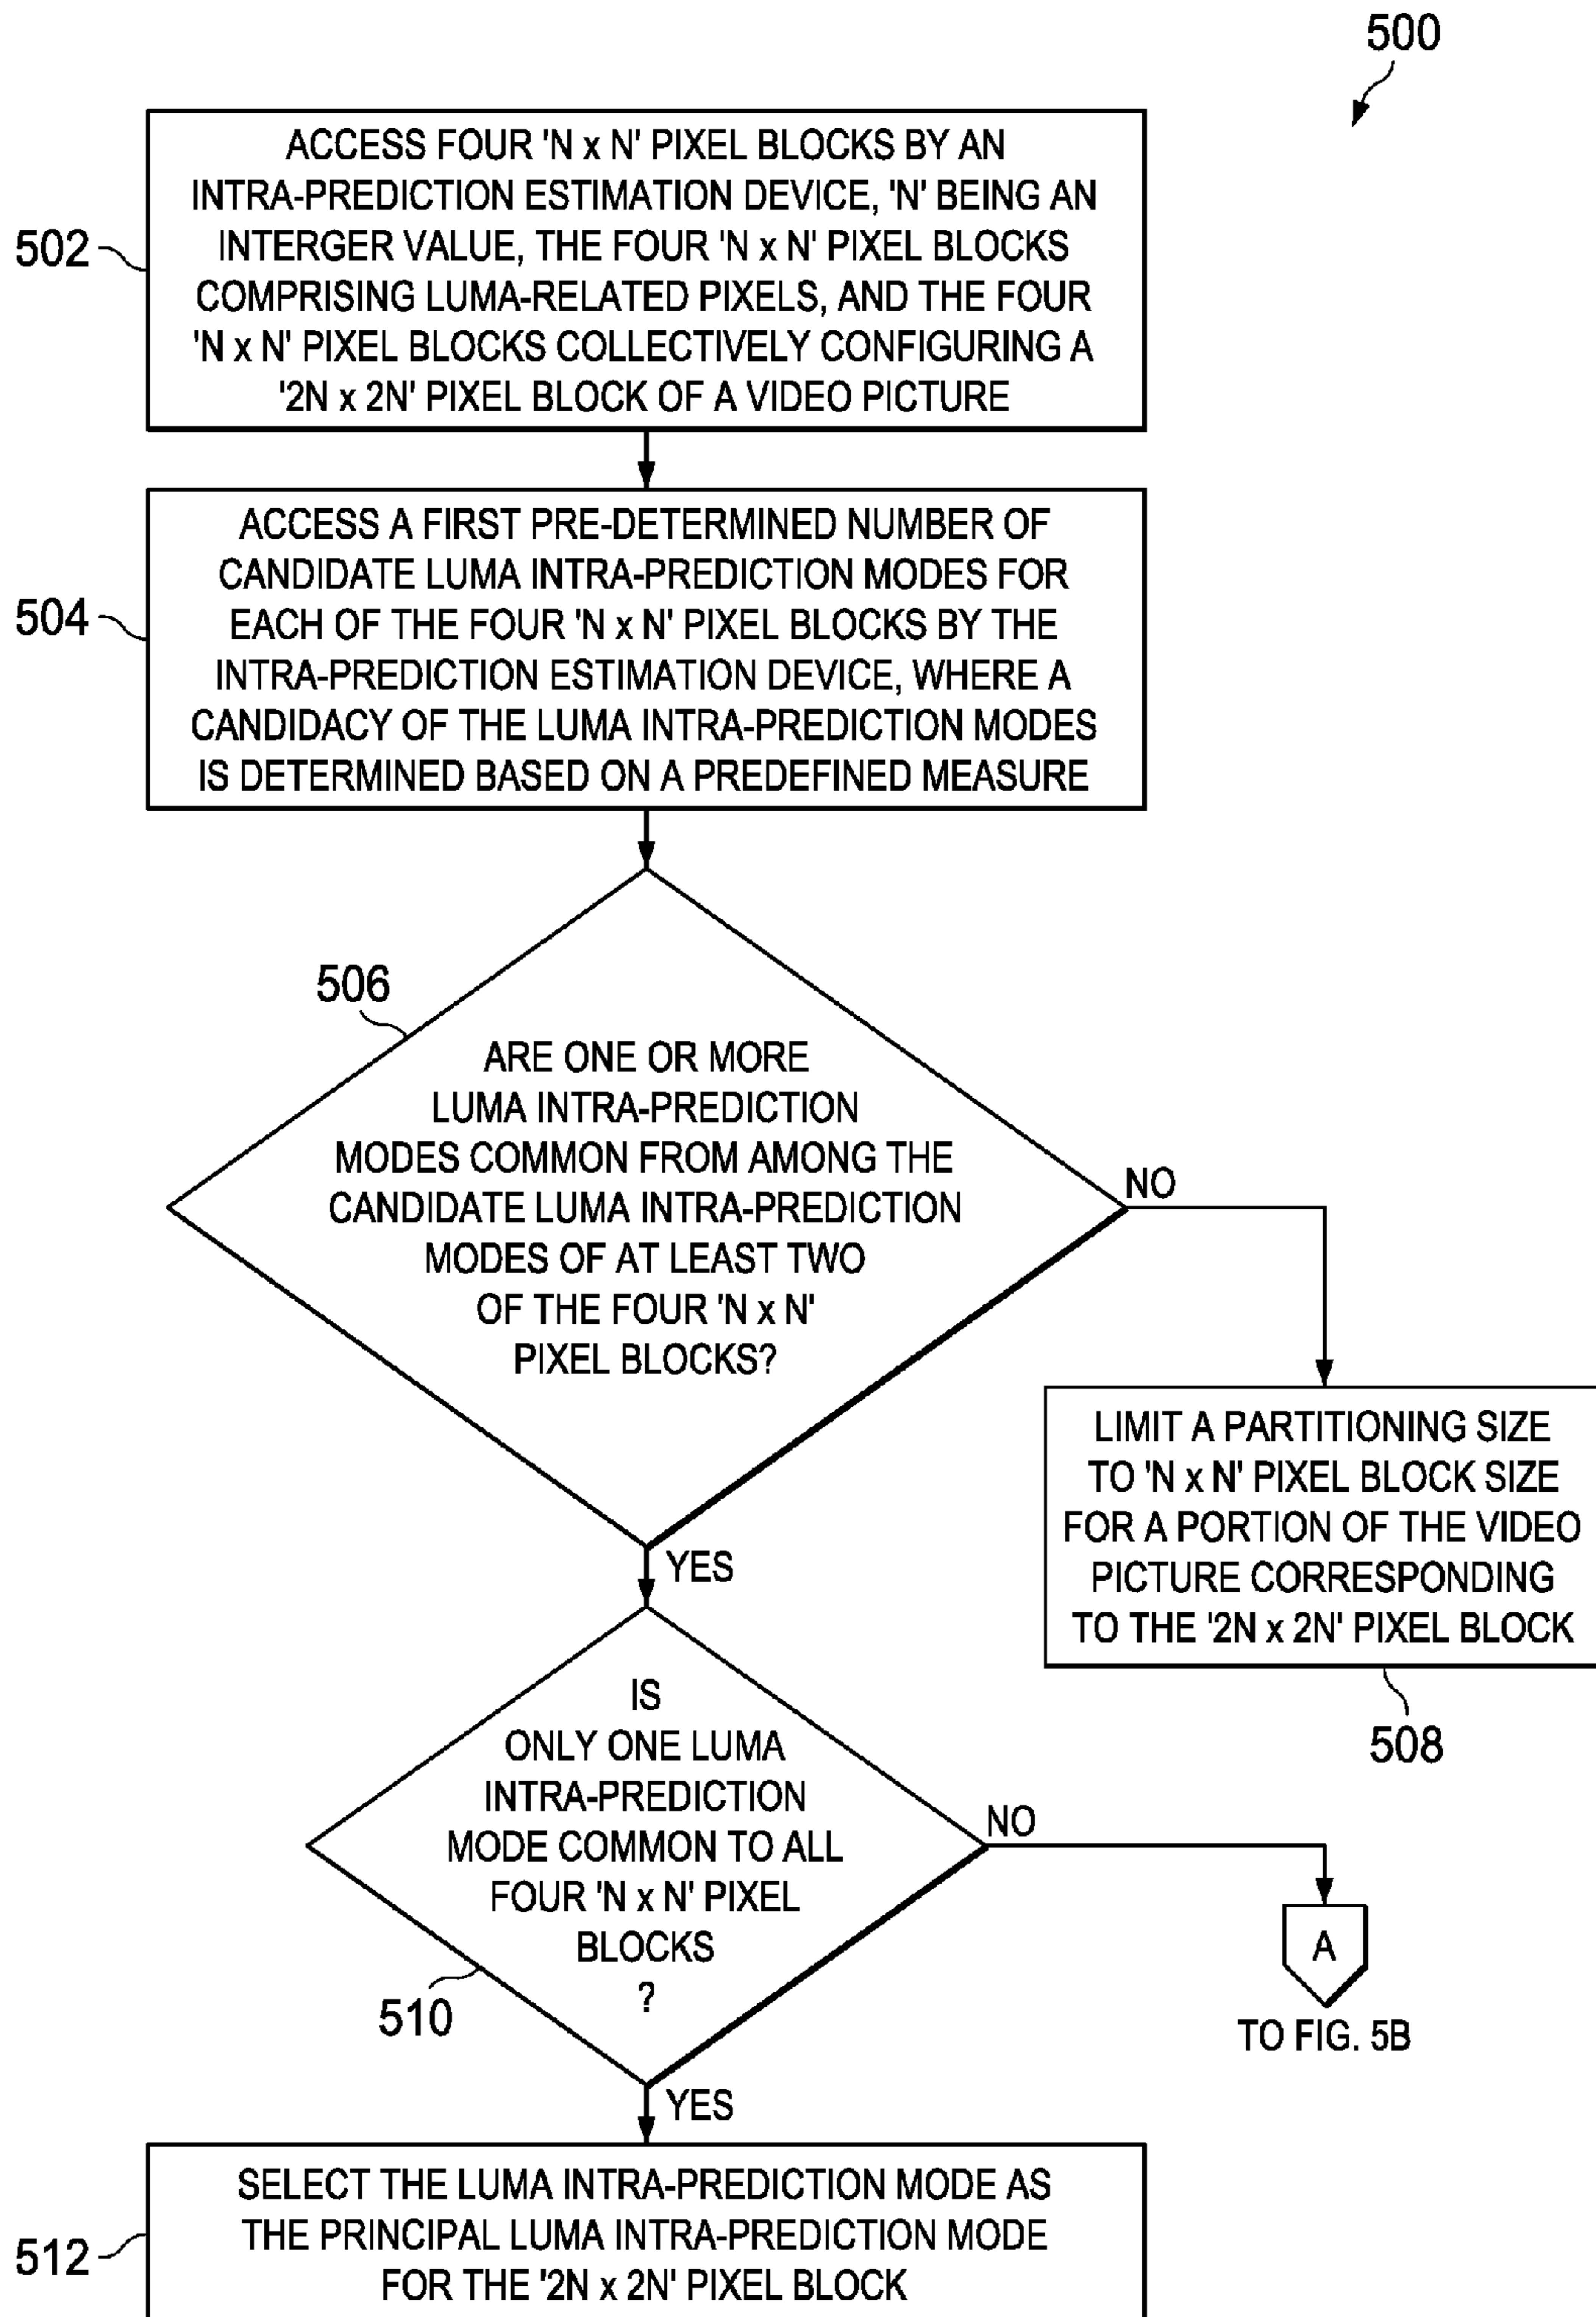 500
502
ACCESS FOUR 'N x N' PIXEL BLOCKS BY AN
INTRA-PREDICTION ESTIMATION DEVICE, 'N' BEING AN
INTERGER VALUE, THE FOUR 'N x N' PIXEL BLOCKS
COMPRISING LUMA-RELATED PIXELS, AND THE FOUR
'N x N' PIXEL BLOCKS COLLECTIVELY CONFIGURING A
'2N x 2N' PIXEL BLOCK OF A VIDEO PICTURE
504
ACCESS A FIRST PRE-DETERMINED NUMBER OF
CANDIDATE LUMA INTRA-PREDICTION MODES FOR
EACH OF THE FOUR 'N x N' PIXEL BLOCKS BY THE
INTRA-PREDICTION ESTIMATION DEVICE, WHERE A
CANDIDACY OF THE LUMA INTRA-PREDICTION MODES
IS DETERMINED BASED ON A PREDEFINED MEASURE
506
ARE ONE OR MORE
LUMA INTRA-PREDICTION
MODES COMMON FROM AMONG THE
CANDIDATE LUMA INTRA-PREDICTION
MODES OF AT LEAST TWO
OF THE FOUR 'N x N'
PIXEL BLOCKS?
NO
YES
LIMIT A PARTITIONING SIZE
TO 'N x N' PIXEL BLOCK SIZE
FOR A PORTION OF THE VIDEO
PICTURE CORRESPONDING
TO THE '2N x 2N' PIXEL BLOCK
508
IS
ONLY ONE LUMA
INTRA-PREDICTION
MODE COMMON TO ALL
FOUR 'N x N' PIXEL
BLOCKS
?
510
NO
A
TO FIG. 5B
YES
512
SELECT THE LUMA INTRA-PREDICTION MODE AS
THE PRINCIPAL LUMA INTRA-PREDICTION MODE
FOR THE '2N x 2N' PIXEL BLOCK